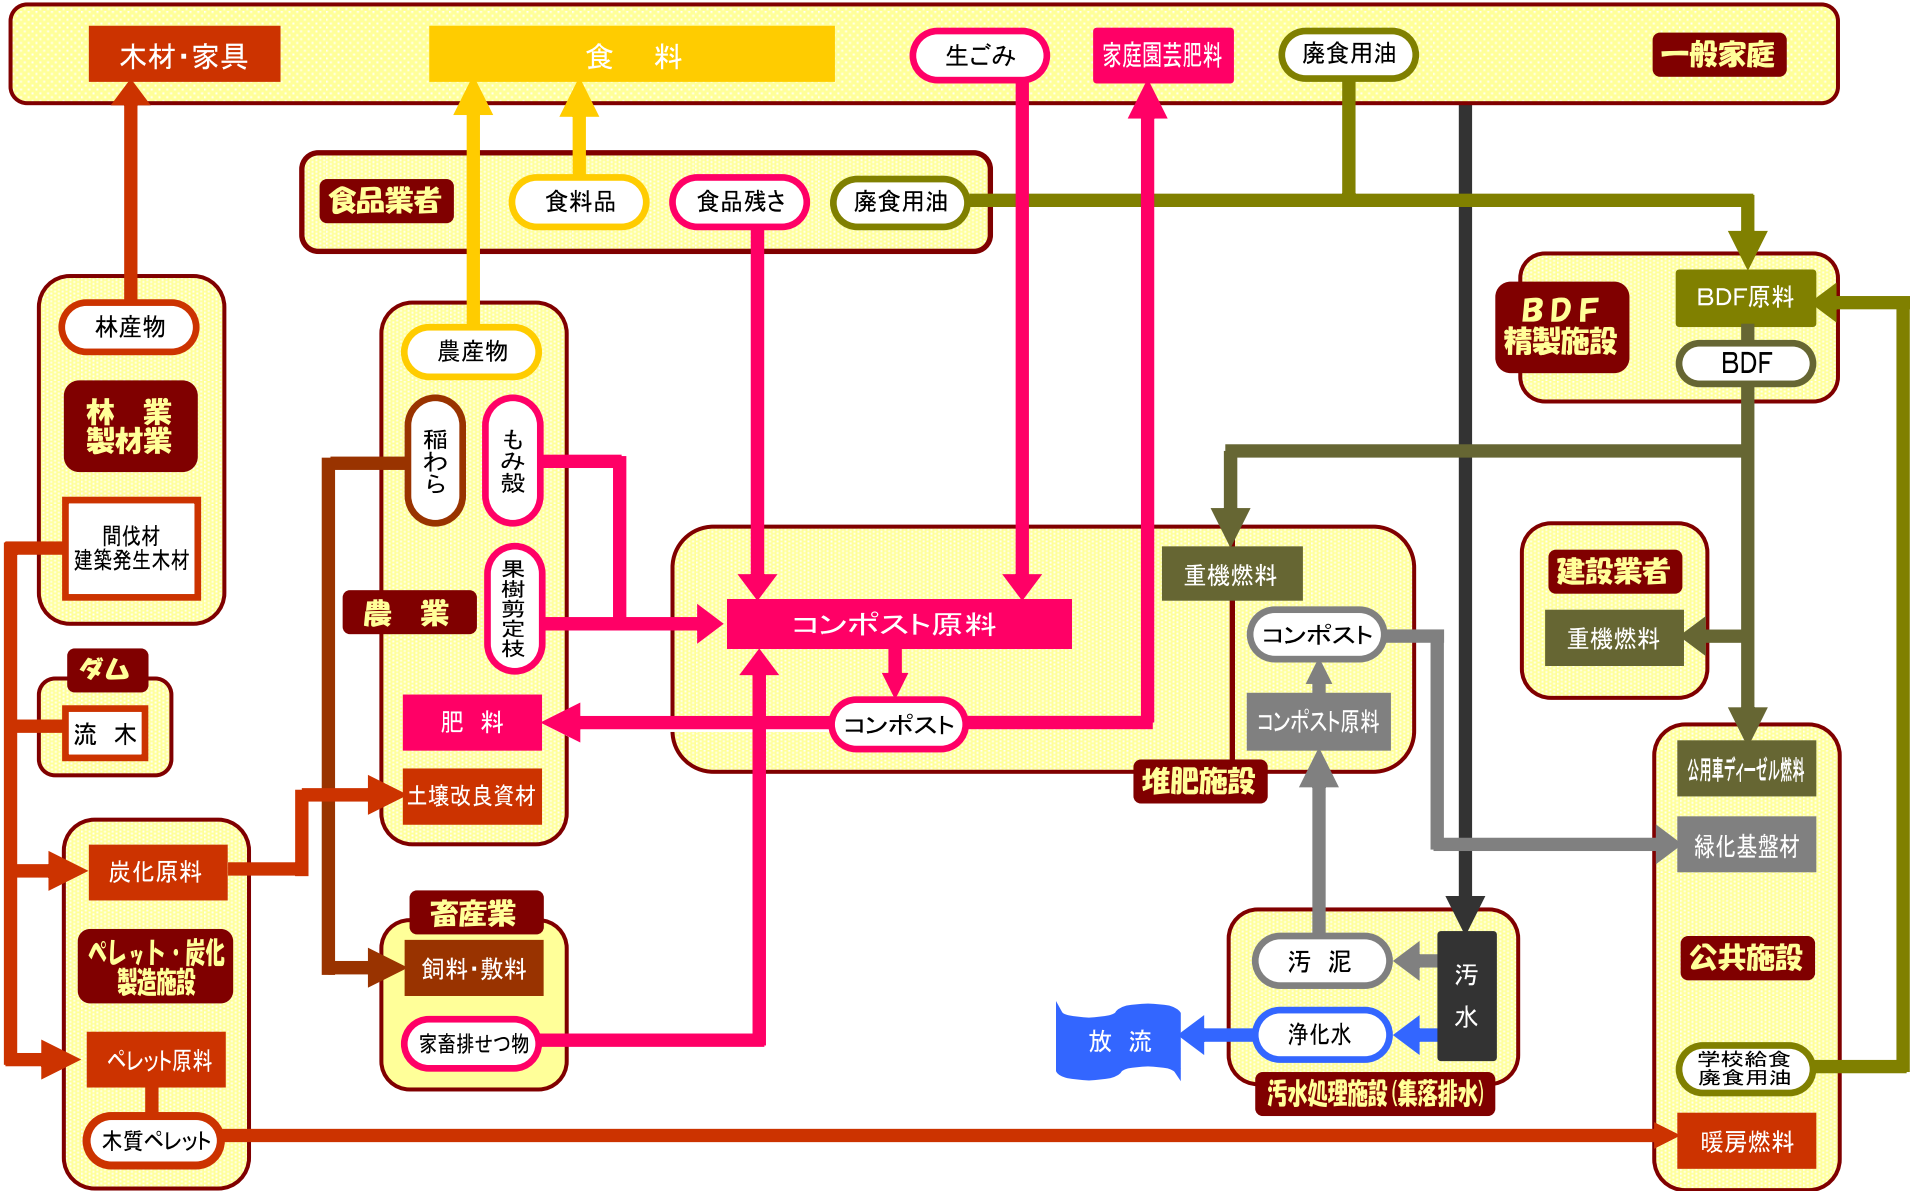 木材・家具
食　料
生ごみ
家庭園芸肥料
廃食用油
一般家庭
食品業者
食料品
食品残さ
廃食用油
林産物
林　業
製材業
間伐材
建築発生木材
ダム
流　木
農産物
稲わら
もみ殻
果樹剪定枝
農　業
肥　料
土壌改良資材
BDF
精製施設
BDF原料
BDF
重機燃料
コンポスト原料
コンポスト
コンポスト
コンポスト原料
堆肥施設
建設業者
重機燃料
公用車ディーゼル燃料
緑化基盤材
公共施設
学校給食
廃食用油
暖房燃料
炭化原料
ペレット・炭化
製造施設
ペレット原料
木質ペレット
畜産業
飼料・敷料
家畜排せつ物
汚　泥
汚水
浄化水
放　流
汚水処理施設(集落排水)